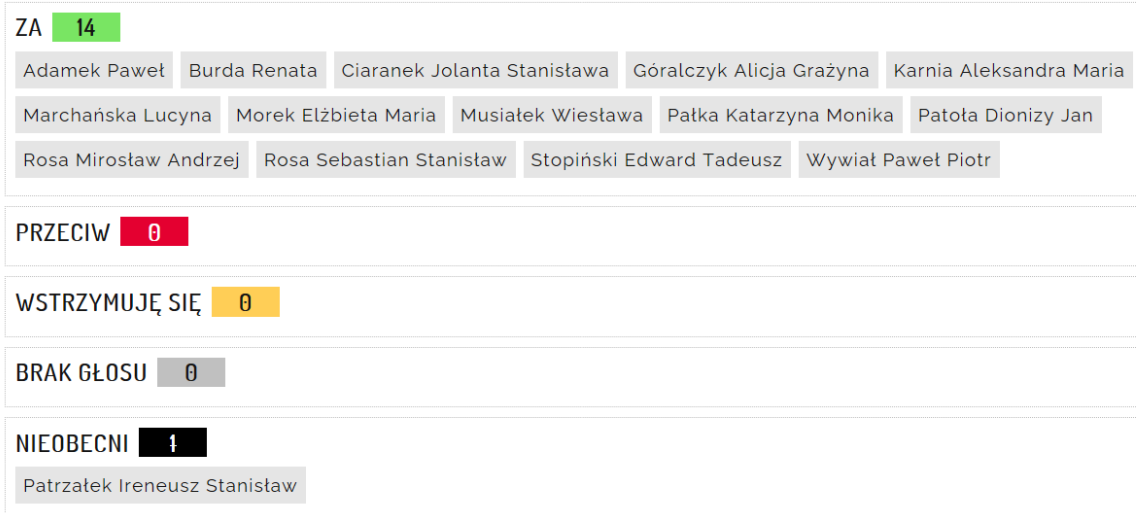 ZA 14
Adamek Paweł Burda Renata Ciaranek Jolanta Stanisława Góralczyk Alicja Grażyna Karnia Aleksandra Maria
Marchańska Lucyna Morek Elżbieta Maria Musiałek Wiesława Pałka Katarzyna Monika Patoła Dionizy Jan
Rosa Mirosław Andrzej Rosa Sebastian Stanisław Stopiński Edward Tadeusz Wywiał Paweł Piotr
PRZECIW 0
WSTRZYMUJĘ SIĘ 0
BRAK GŁOSU 0
NIEOBECNI 1
Patrzałek Ireneusz Stanisław